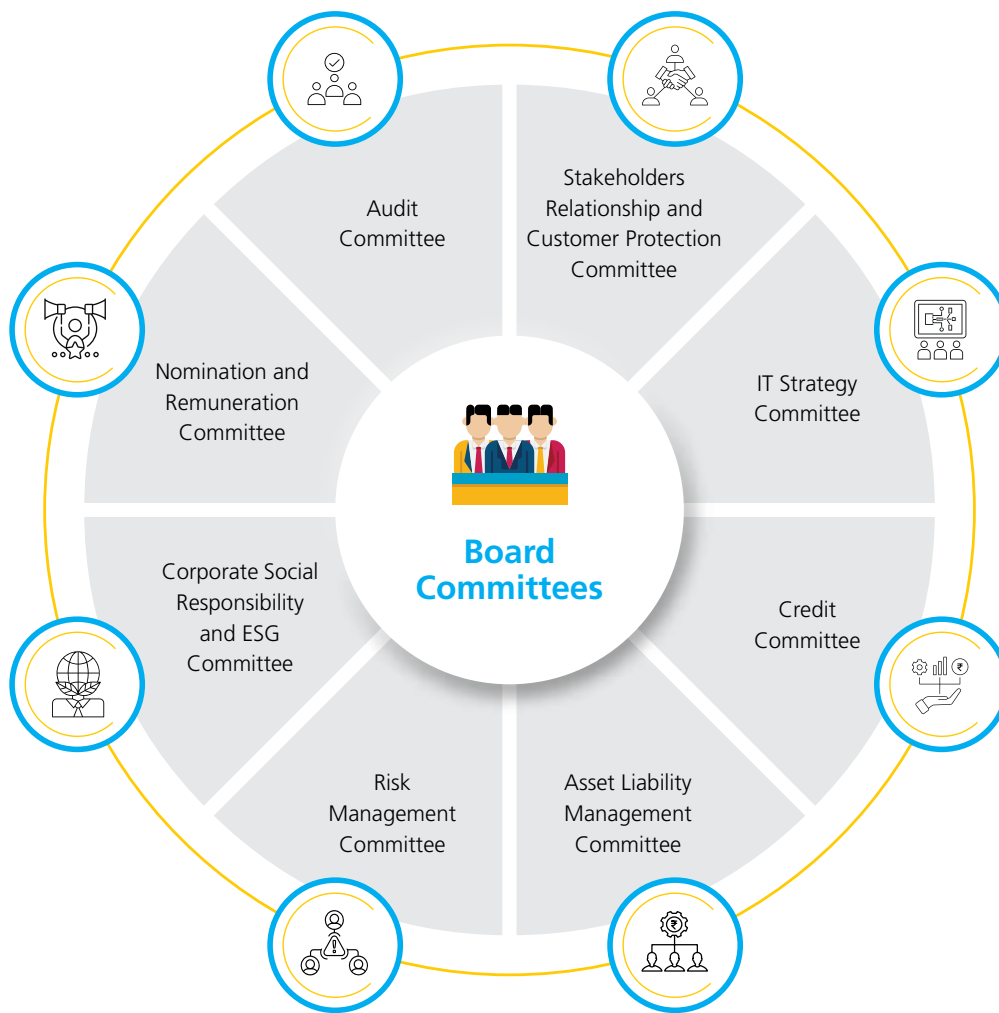 Audit
Committee
Stakeholders
Relationship and
Customer Protection
Committee
Nomination and
Remuneration
Committee
IT Strategy
Committee
Board
Committees
Corporate Social
Responsibility
and ESG
Committee
Credit
Committee
Risk
Management
Committee
Asset Liability
Management
Committee
₹
₹